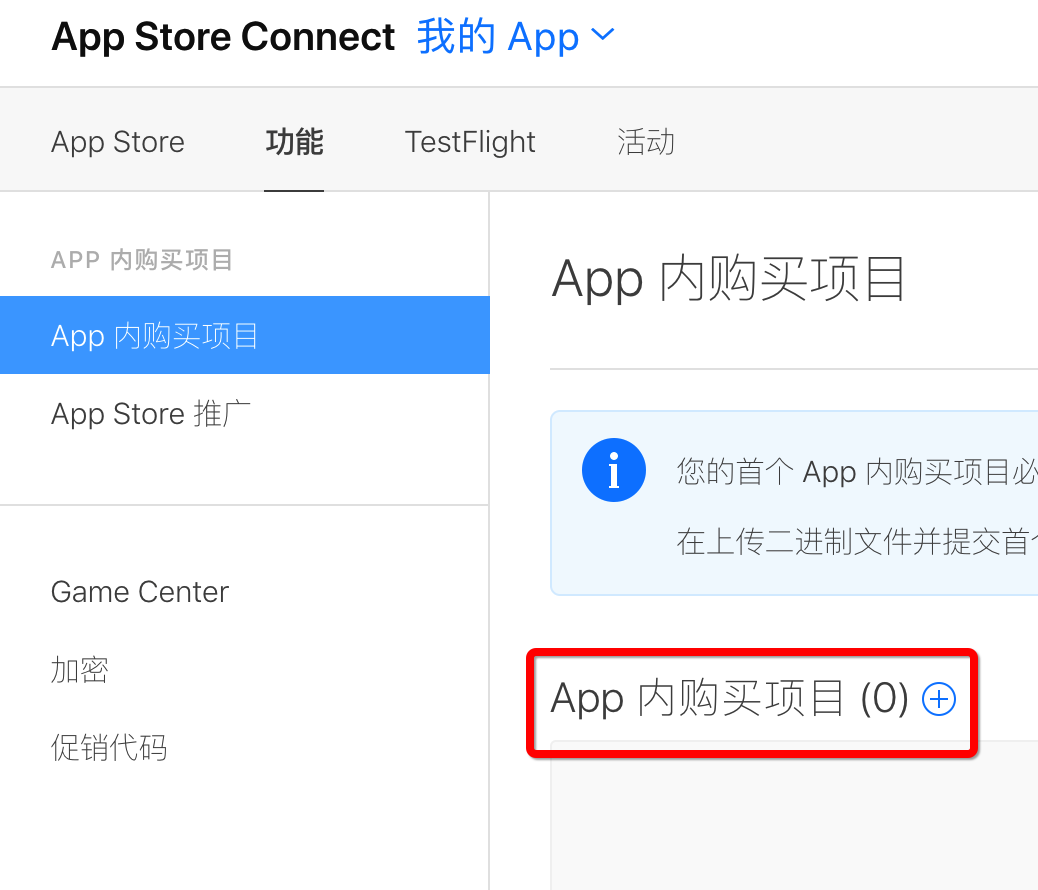 App Store Connect 我的 App
App Store 功能 TestFlight 活动
APP 内购买项目
App 内购买项目
App Store 推广
Game Center
加密
促销代码
App 内购买项目
您的首个 App 内购买项目必
在上传二进制文件并提交首
App 内购买项目 (0)